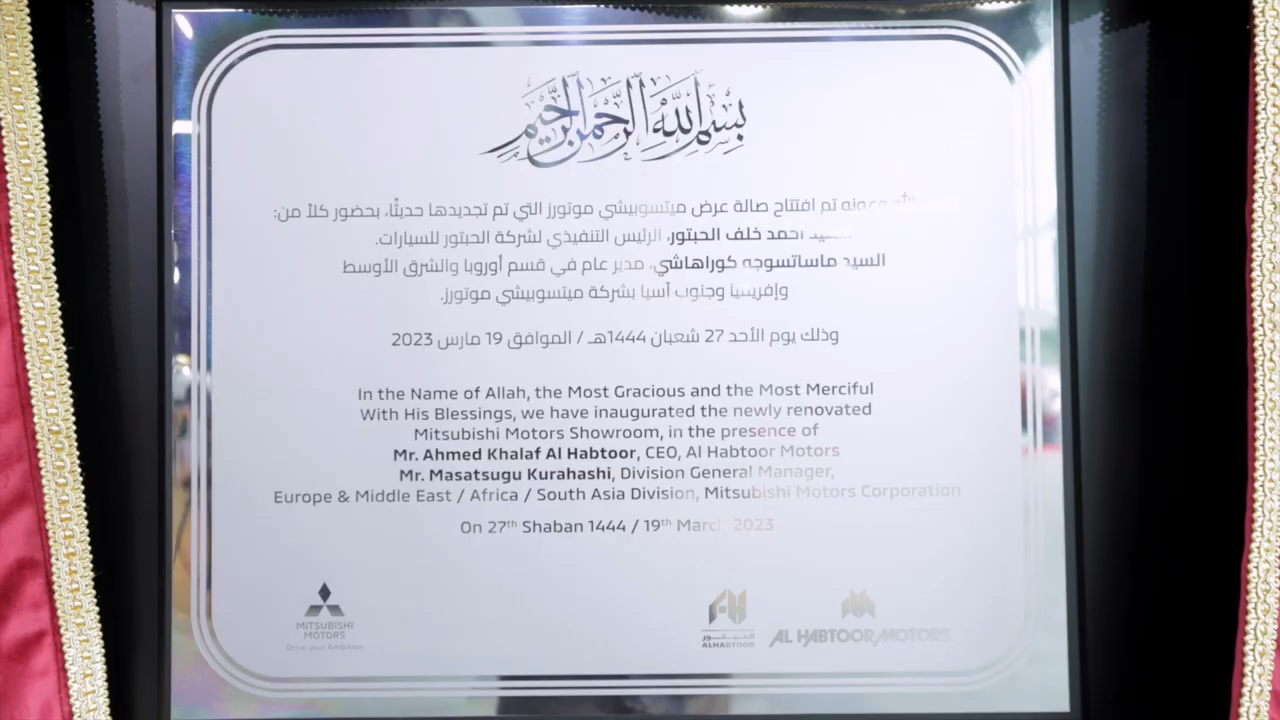 بسم الله الرحمن الرحيم
وعونه تم افتتاح صالة عرض ميتسوبيشي موتورز التي تم تجديدها حديثًا، بحضور كلاً من:
أحمد خلف الحبتور، الرئيس التنفيذي لشركة الحبتور للسيارات.
السيد ماساتسوجه كوراهاشي، مدير عام في قسم أوروبا والشرق الأوسط
وإفريقيا وجنوب آسيا بشركة ميتسوبيشي موتورز.
وذلك يوم الأحد 27 شعبان 1444هـ / الموافق 19 مارس 2023
In the Name of Allah, the Most Gracious and the Most Merciful
With His Blessings, we have inaugurated the newly renovated
Mitsubishi Motors Showroom, in the presence of
Mr. Ahmed Khalaf Al Habtoor, CEO, Al Habtoor Motors
Mr. Masatsugu Kurahashi, Division General Manager,
Europe & Middle East / Africa / South Asia Division, Mitsubishi Motors Corporation
On 27th Shaban 1444 / 19th March 2023
MITSUBISHI
MOTORS
Drive your Ambition
الحبتور
ALHABTOOR
AL HABTOOR MOTORS